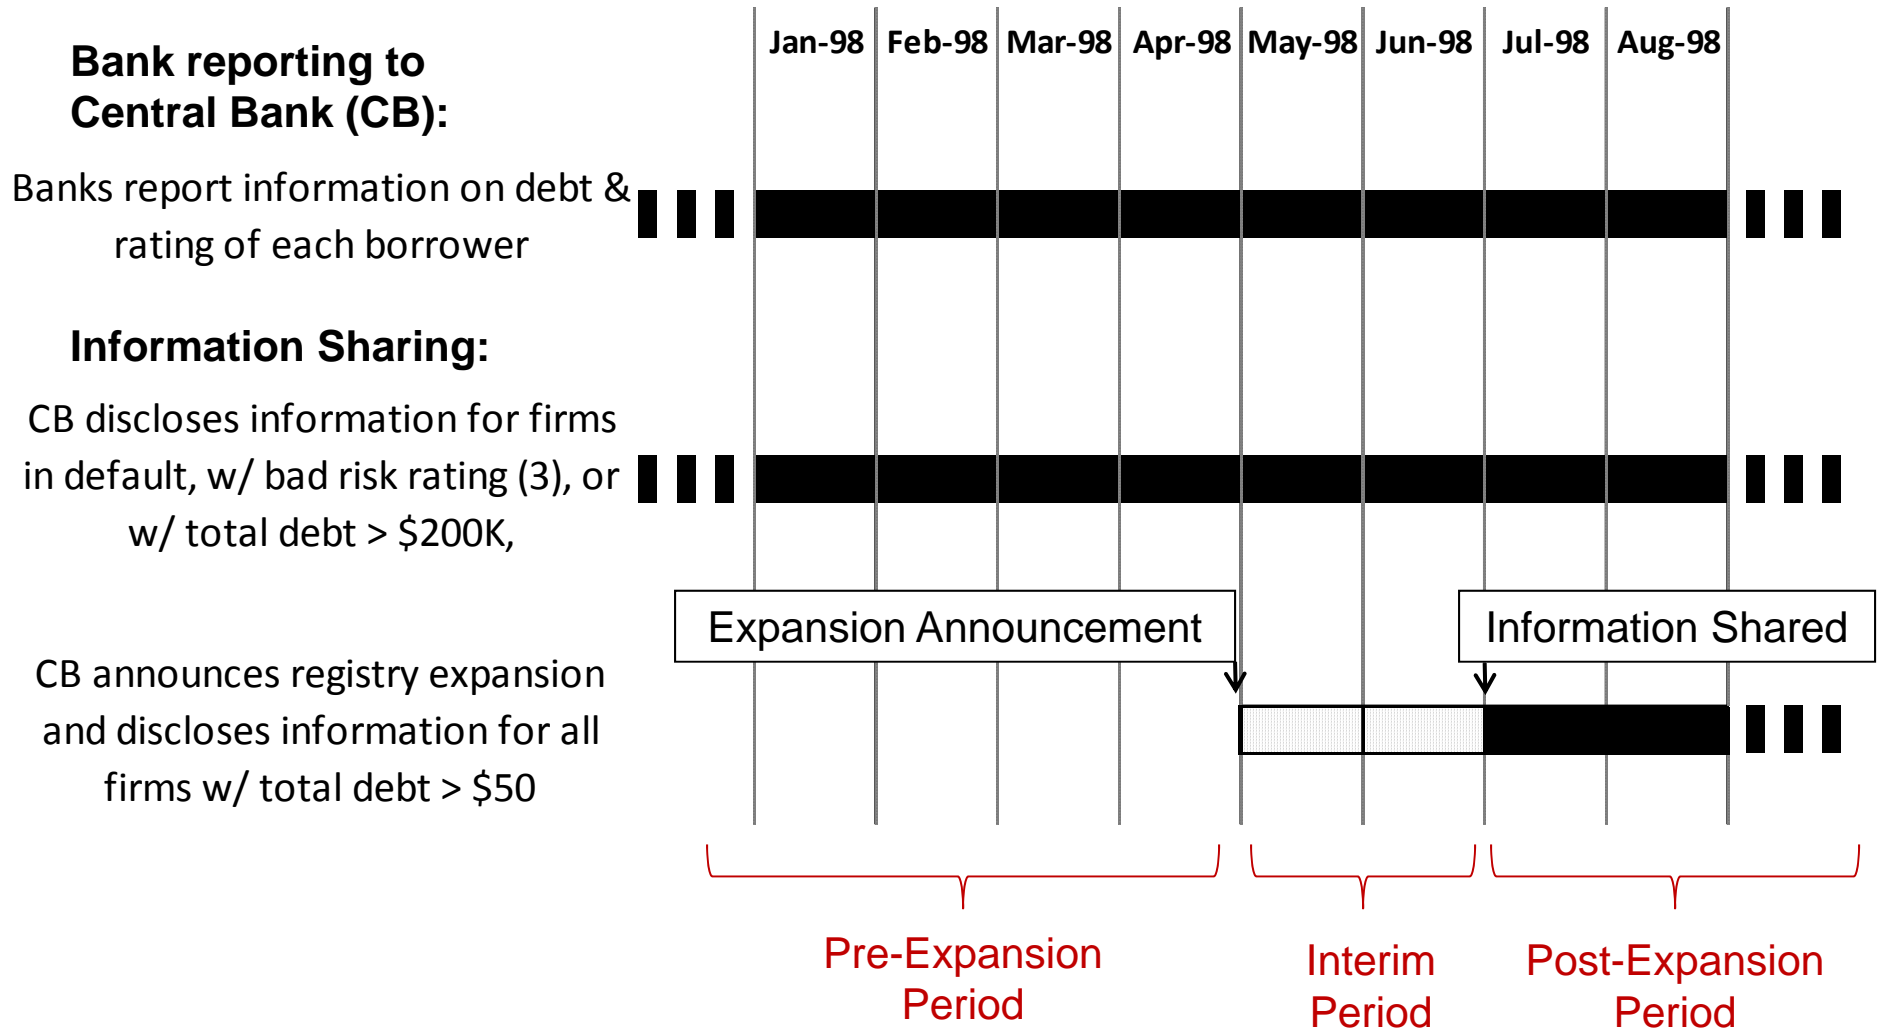 Jan-98 Feb-98 Mar-98 Apr-98 May-98 Jun-98 Jul-98 Aug-98
Bank reporting to
Central Bank (CB):
Banks report information on debt &
rating of each borrower
Information Sharing:
CB discloses information for firms
in default, w/ bad risk rating (3), or
w/ total debt > $200K,
Expansion Announcement
Information Shared
CB announces registry expansion
and discloses information for all
firms w/ total debt > $50
Pre-Expansion
Period
Interim
Period
Post-Expansion
Period